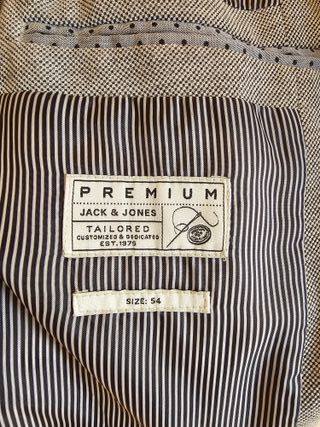 PREMIUM
JACK & JONES
TAILORED
CUSTOMIZED & DEDICATED
EST. 1975
SIZE: 54